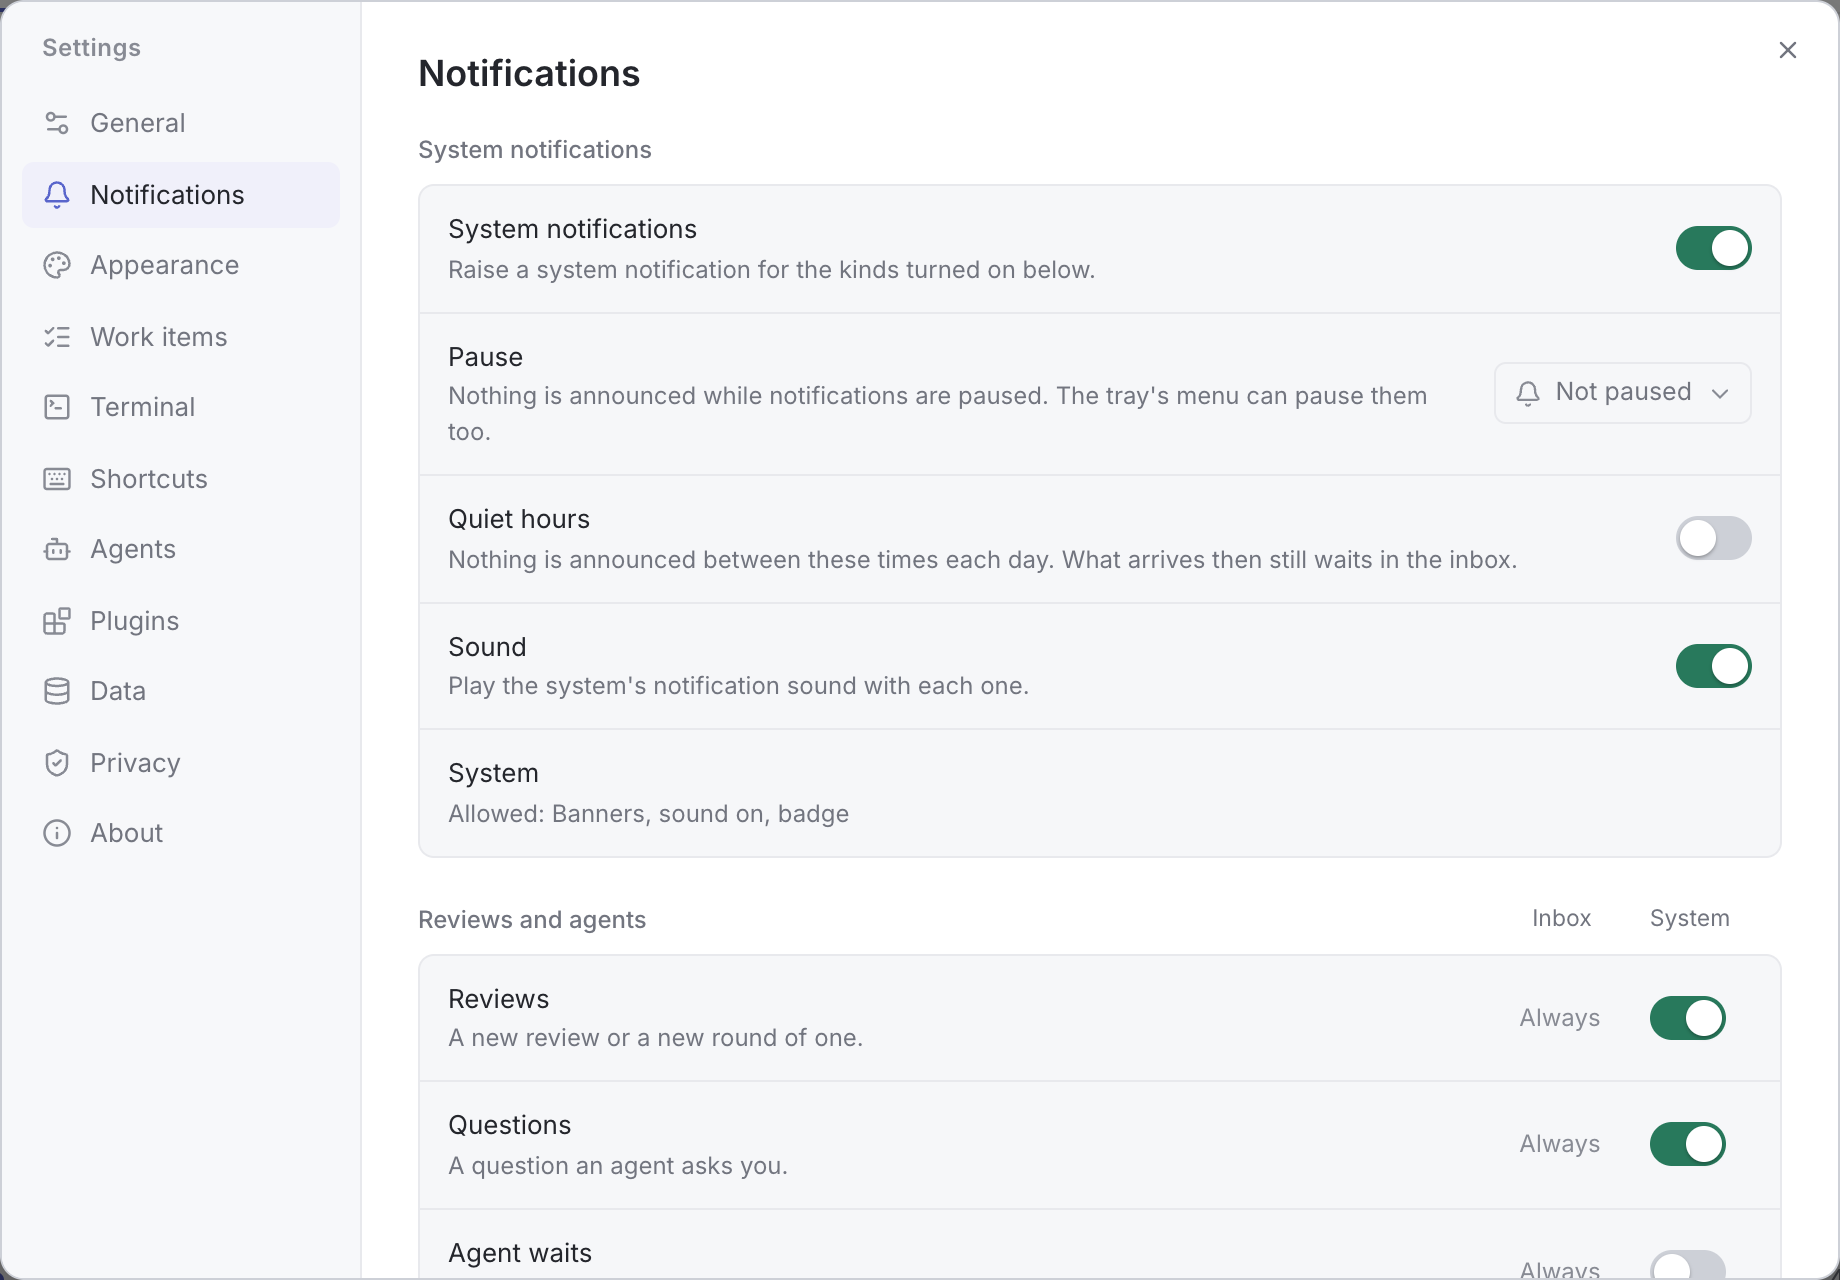 Settings
General
Notifications
Appearance
Work items
Terminal
Shortcuts
Agents
Plugins
Data
Privacy
About
Notifications
System notifications
System notifications
Raise a system notification for the kinds turned on below.
Pause
Nothing is announced while notifications are paused. The tray's menu can pause them
too.
Not paused
Quiet hours
Nothing is announced between these times each day. What arrives then still waits in the inbox.
Sound
Play the system's notification sound with each one.
System
Allowed: Banners, sound on, badge
Reviews and agents
Inbox
System
Reviews
A new review or a new round of one.
Always
Questions
A question an agent asks you.
Always
Agent waits
Always